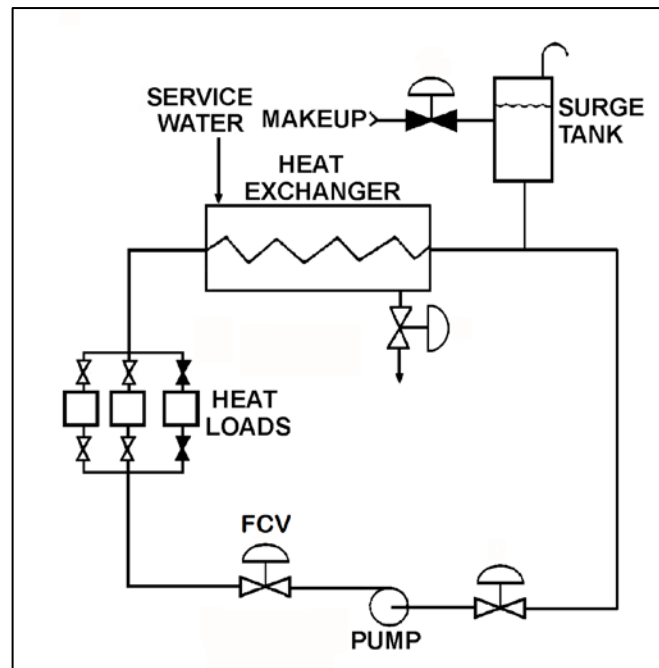 SERVICE
WATER
MAKEUP
SURGE
TANK
HEAT
EXCHANGER
HEAT
LOADS
FCV
PUMP